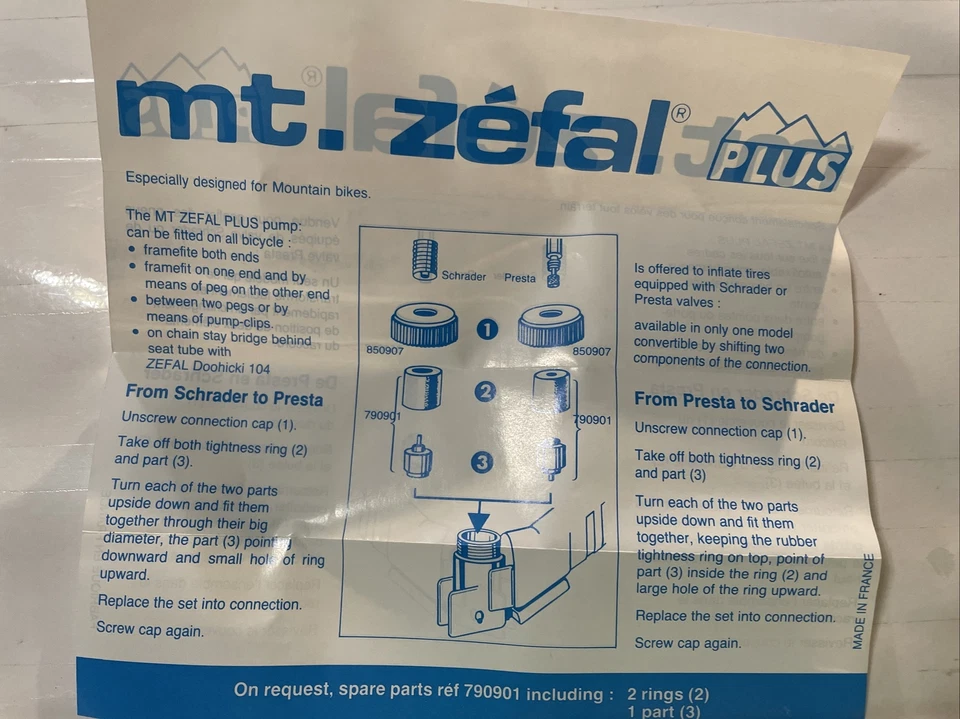 mt. zéfal® PLUS
Especially designed for Mountain bikes.
The MT ZEFAL PLUS pump:
can be fitted on all bicycle :
• framefite both ends
• framefit on one end and by
means of peg on the other end
• between two pegs or by
means of pump-clips.
• on chain stay bridge behind
seat tube with
ZEFAL Doohicki 104
From Schrader to Presta
Unscrew connection cap (1).
Take off both tightness ring (2)
and part (3).
Turn each of the two parts
upside down and fit them
together through their big
diameter, the part (3) point
downward and small hole of ring
upward.
Replace the set into connection.
Screw cap again.
Schrader Presta
1
850907 850907
2
790901 790901
3
Is offered to inflate tires
equipped with Schrader or
Presta valves :
available in only one model
convertible by shifting two
components of the connection.
From Presta to Schrader
Unscrew connection cap (1).
Take off both tightness ring (2)
and part (3)
Turn each of the two parts
upside down and fit them
together, keeping the rubber
tightness ring on top, point of
part (3) inside the ring (2) and
large hole of the ring upward.
Replace the set into connection.
Screw cap again.
MADE IN FRANCE
On request, spare parts réf 790901 including : 2 rings (2)
1 part (3)